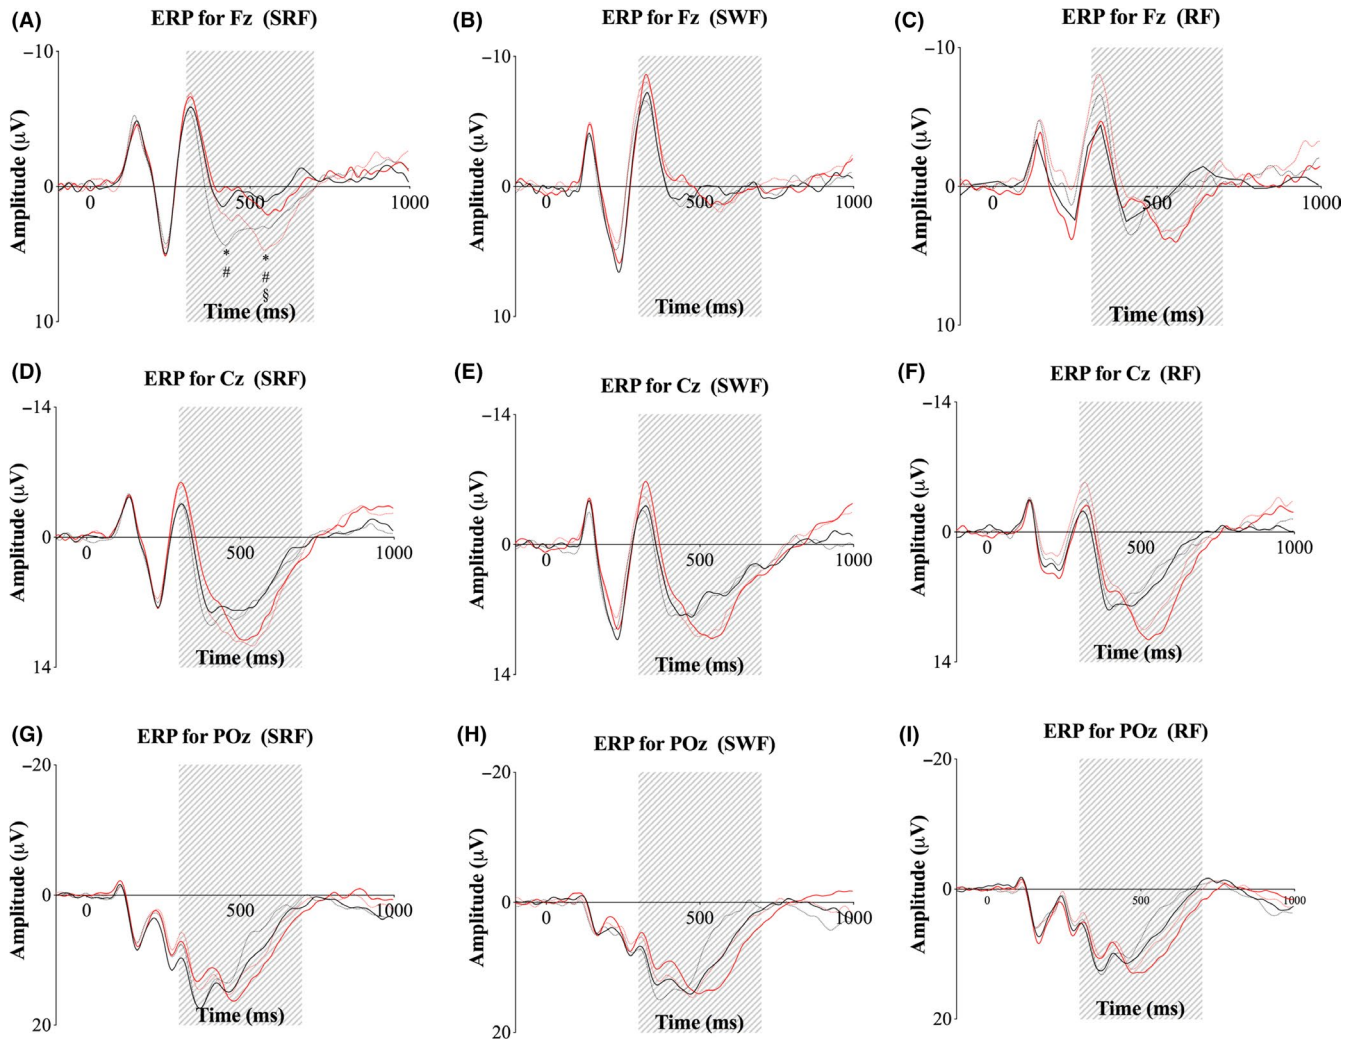 (A)
ERP for Fz (SRF)
−10
Amplitude (μV)
0
0
500
1000
*
#
*
#
§
Time (ms)
10
(B)
ERP for Fz (SWF)
−10
Amplitude (μV)
0
0
500
1000
Time (ms)
10
(C)
ERP for Fz (RF)
−10
Amplitude (μV)
0
0
500
1000
Time (ms)
10
(D)
ERP for Cz (SRF)
−14
Amplitude (μV)
0
0
500
1000
Time (ms)
14
(E)
ERP for Cz (SWF)
−14
Amplitude (μV)
0
0
500
1000
Time (ms)
14
(F)
ERP for Cz (RF)
−14
Amplitude (μV)
0
0
500
1000
Time (ms)
14
(G)
ERP for POz (SRF)
−20
Amplitude (μV)
0
0
500
1000
Time (ms)
20
(H)
ERP for POz (SWF)
−20
Amplitude (μV)
0
0
500
1000
Time (ms)
20
(I)
ERP for POz (RF)
−20
Amplitude (μV)
0
0
500
1000
Time (ms)
20